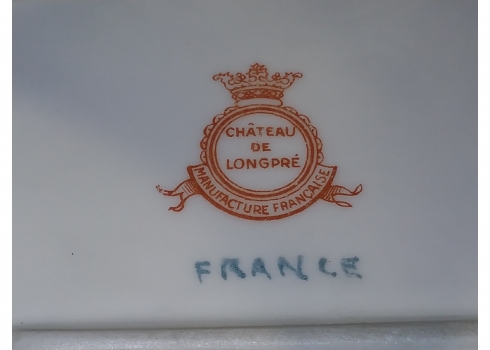 CHÂTEAU
DE
LONGPRÉ
MANUFACTURE FRANÇAISE
FRANCE